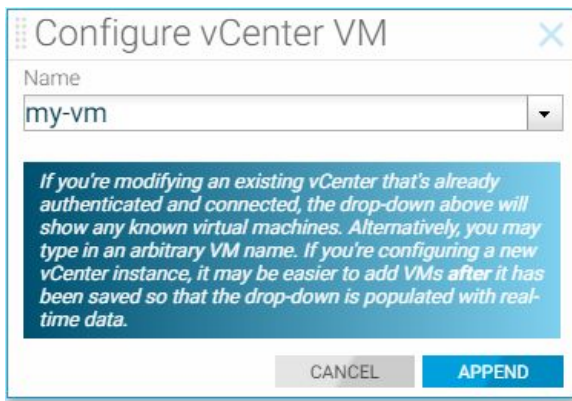 Configure vCenter VM
Name
my-vm
If you're modifying an existing vCenter that's already
authenticated and connected, the drop-down above will
show any known virtual machines. Alternatively, you may
type in an arbitrary VM name. If you're configuring a new
vCenter instance, it may be easier to add VMs after it has
been saved so that the drop-down is populated with real-
time data.
CANCEL
APPEND